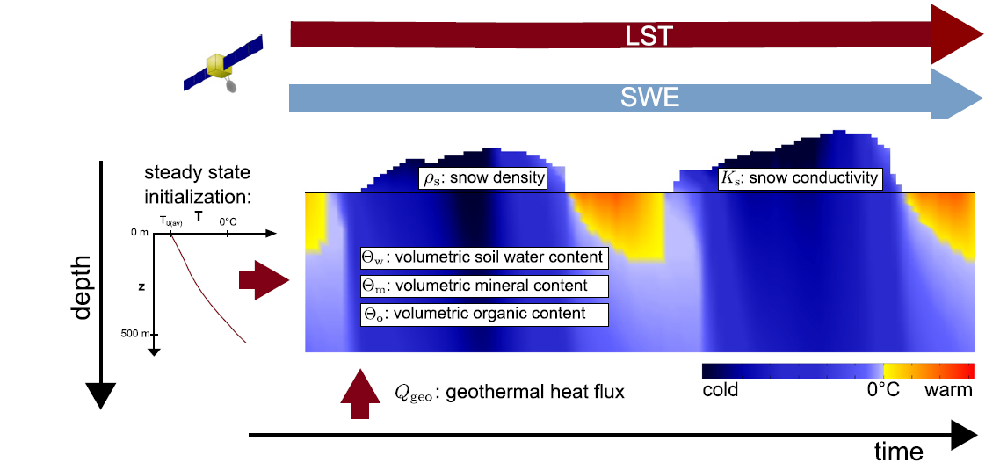 LST
SWE
steady state
initialization:
T0(av)
T
0°C
0 m
z
500 m
depth
ρs: snow density
Ks: snow conductivity
Θw: volumetric soil water content
Θm: volumetric mineral content
Θo: volumetric organic content
Qgeo: geothermal heat flux
cold
0°C
warm
time